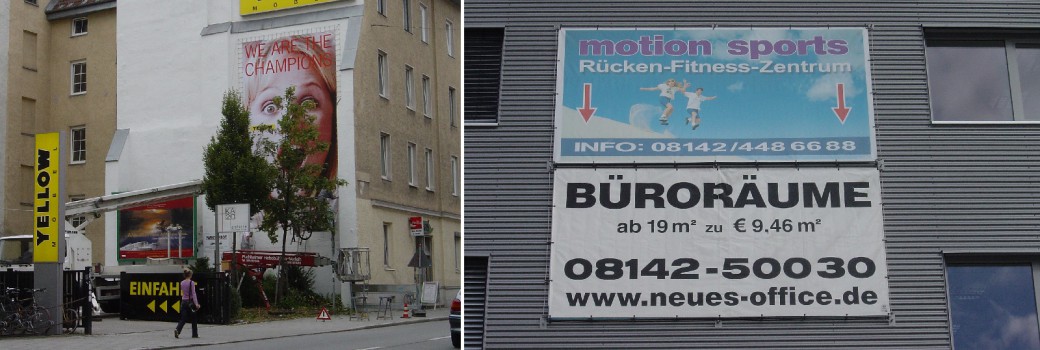 WE ARE THE
CHAMPIONS
YELLOW
MÖBEL
EINFAH
motion sports
Rücken-Fitness-Zentrum
INFO: 08142/448 66 88
BÜRORÄUME
ab 19 m² zu € 9.46 m²
08142-50030
www.neues-office.de